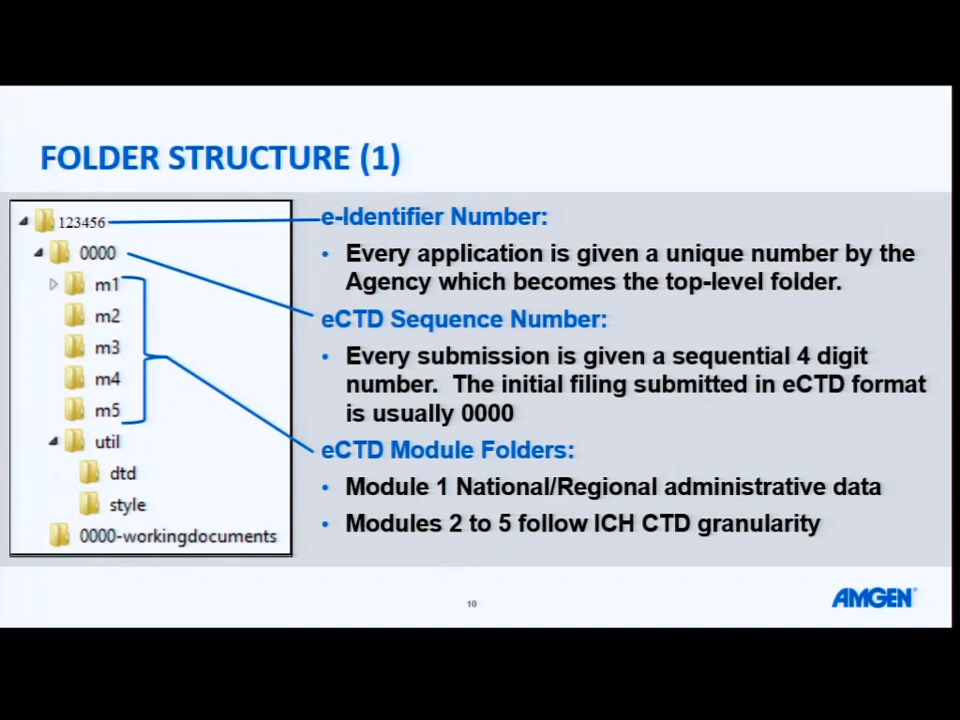 FOLDER STRUCTURE (1)
123456
0000
m1
m2
m3
m4
m5
util
dtd
style
0000-workingdocuments
e-Identifier Number:
• Every application is given a unique number by the
Agency which becomes the top-level folder.
eCTD Sequence Number:
• Every submission is given a sequential 4 digit
number.  The initial filing submitted in eCTD format
is usually 0000
eCTD Module Folders:
• Module 1 National/Regional administrative data
• Modules 2 to 5 follow ICH CTD granularity
10
AMGEN®